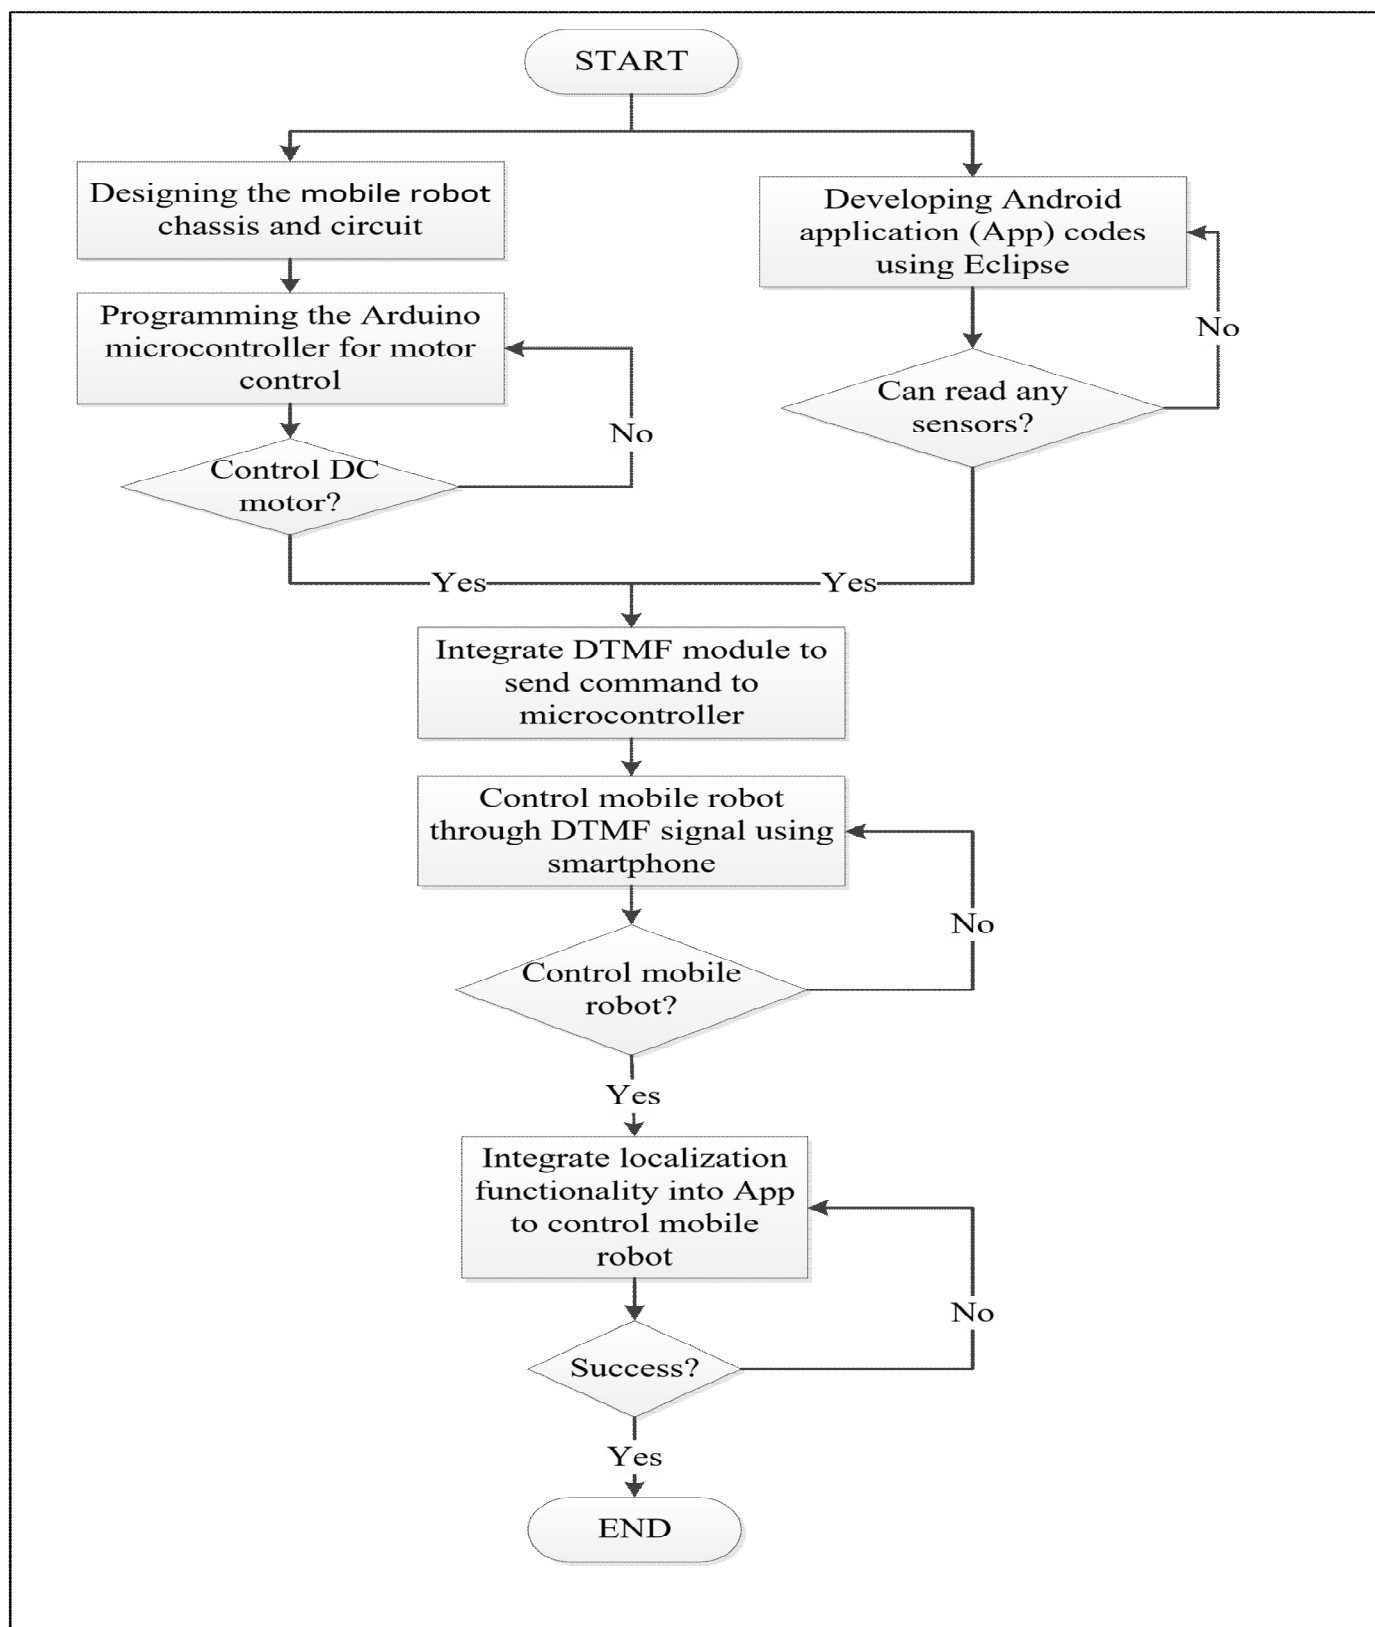 START
Designing the mobile robot
chassis and circuit
Developing Android
application (App) codes
using Eclipse
Programming the Arduino
microcontroller for motor
control
No
Can read any
sensors?
No
Control DC
motor?
Yes
Yes
Integrate DTMF module to
send command to
microcontroller
Control mobile robot
through DTMF signal using
smartphone
No
Control mobile
robot?
Yes
Integrate localization
functionality into App
to control mobile
robot
No
Success?
Yes
END